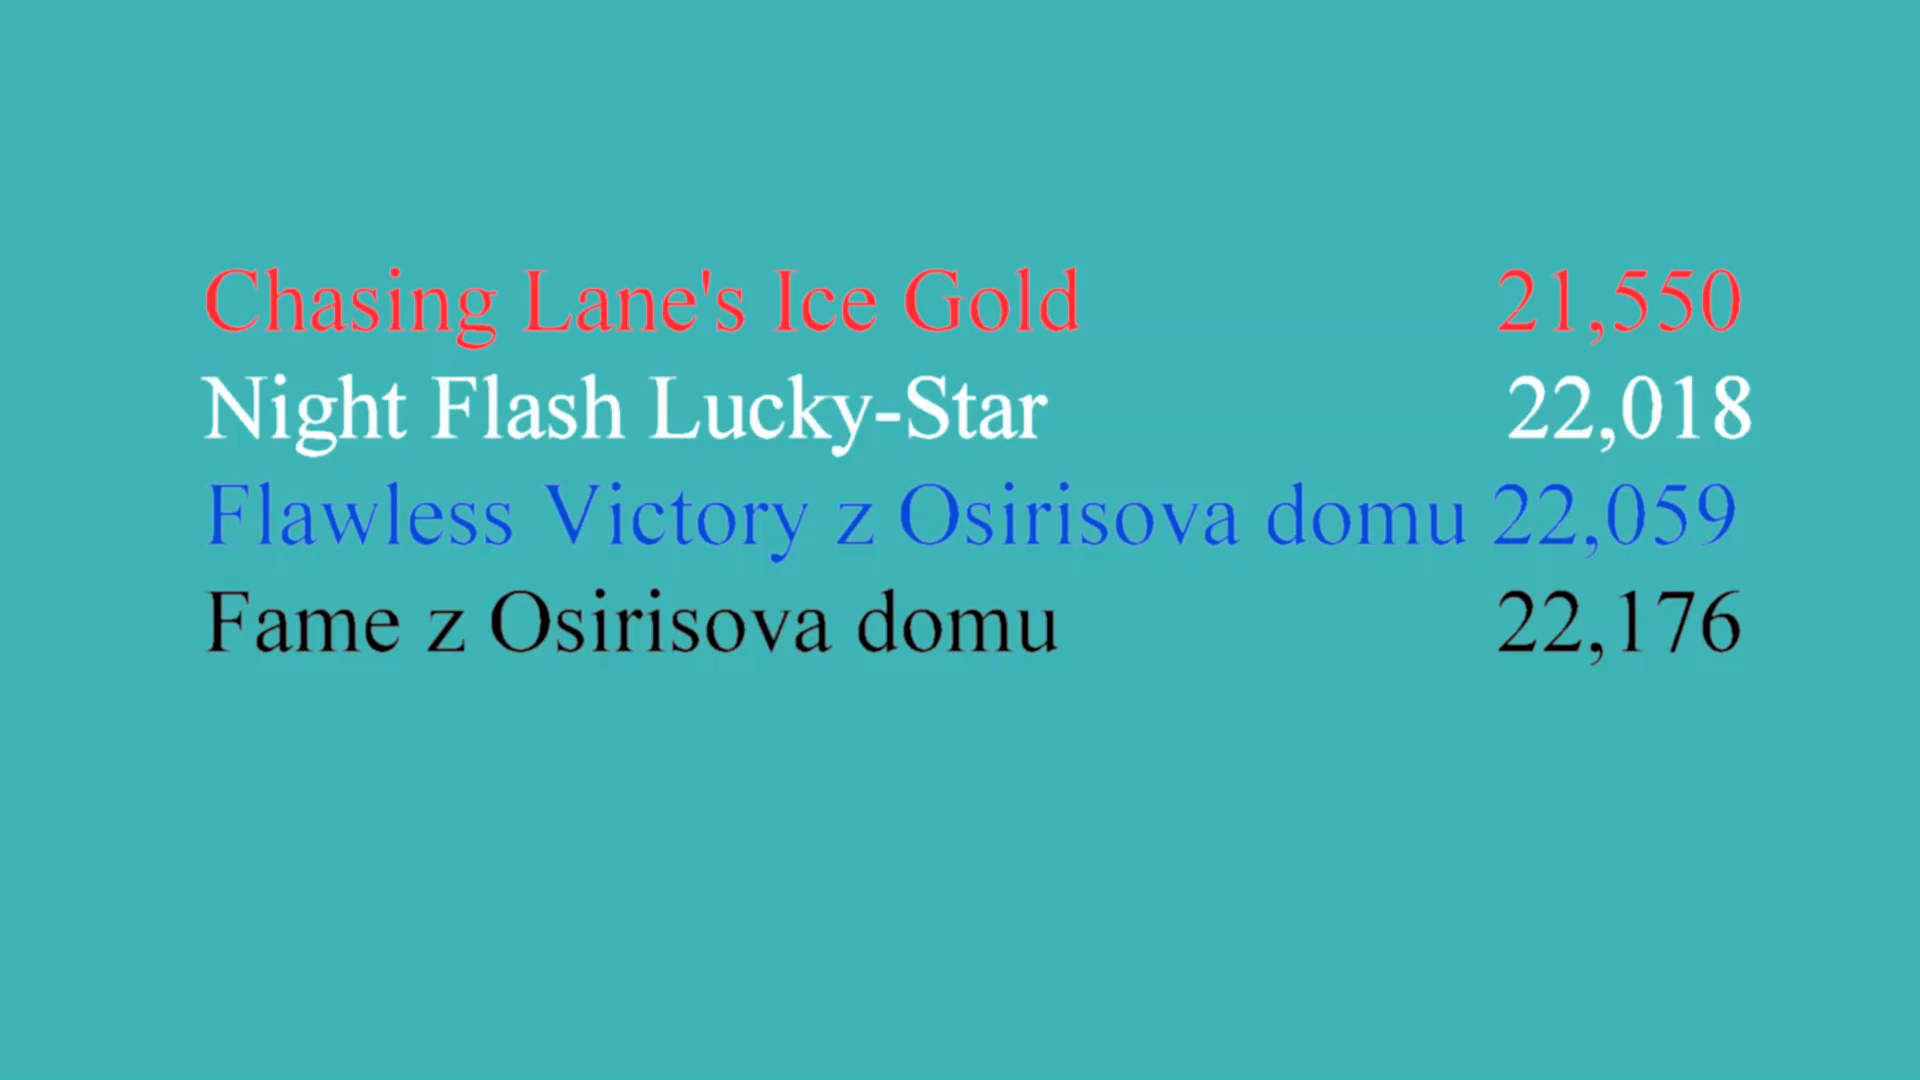 Chasing Lane's Ice Gold 21,550
Night Flash Lucky-Star 22,018
Flawless Victory z Osirisova domu 22,059
Fame z Osirisova domu 22,176